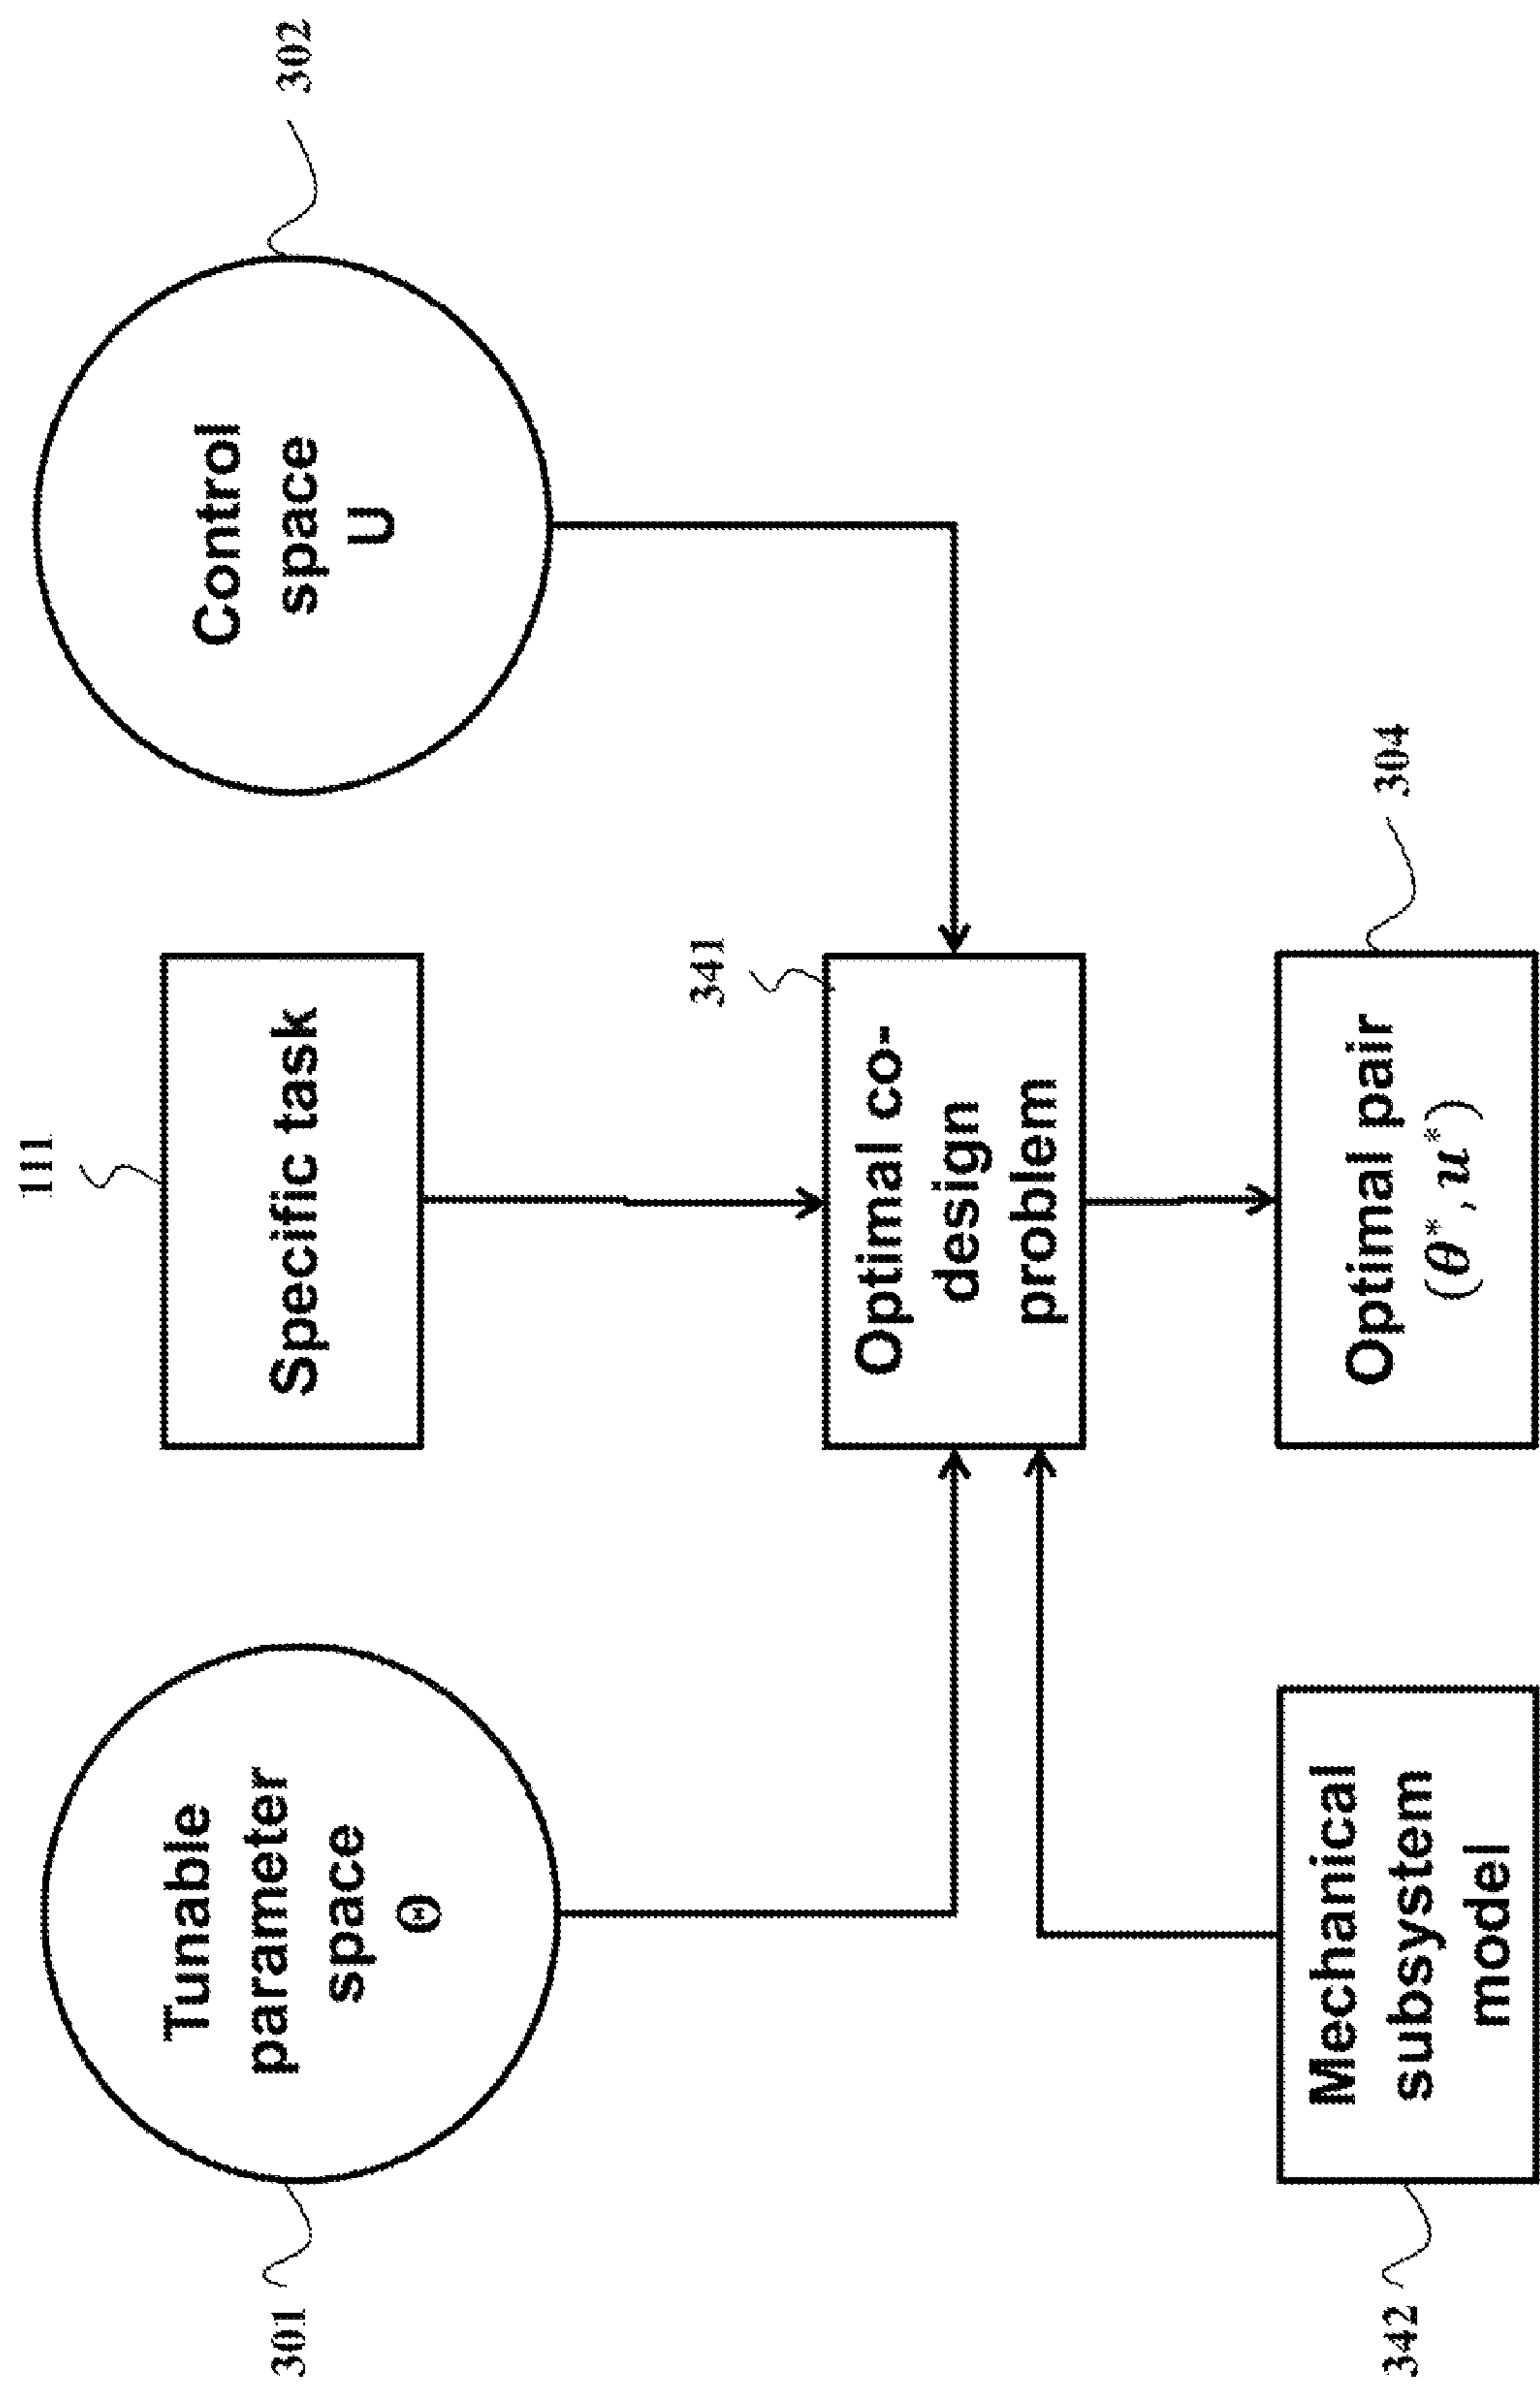 111
Tunable
parameter
space
Θ
301
Specific task
Control
space
U
302
341
Optimal co-
design
problem
Mechanical
subsystem
model
342
Optimal pair
(θ*, u*)
304